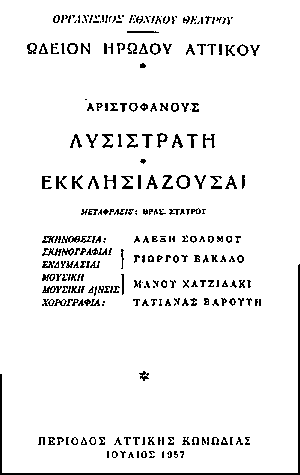 ΟΡΓΑΝΙΣΜΟΣ ΕΘΝΙΚΟΥ ΘΕΑΤΡΟΥ
ΩΔΕΙΟΝ ΗΡΩΔΟΥ ΑΤΤΙΚΟΥ
ΑΡΙΣΤΟΦΑΝΟΥΣ
ΛΥΣΙΣΤΡΑΤΗ
ΕΚΚΛΗΣΙΑΖΟΥΣΑΙ
ΜΕΤΑΦΡΑΣΙΣ: ΘΡΑΣ. ΣΤΑΥΡΟΥ
ΣΚΗΝΟΘΕΣΙΑ: ΑΛΕΞΗ ΣΟΛΟΜΟΥ
ΣΚΗΝΟΓΡΑΦΙΑΙ
ΕΝΔΥΜΑΣΙΑΙ } ΓΙΩΡΓΟΥ ΒΑΚΑΛΟ
ΜΟΥΣΙΚΗ
ΜΟΥΣΙΚΗ Δ)ΝΣΙΣ } ΜΑΝΟΥ ΧΑΤΖΙΔΑΚΙ
ΧΟΡΟΓΡΑΦΙΑ: ΤΑΤΙΑΝΑΣ ΒΑΡΟΥΤΗ
ΠΕΡΙΟΔΟΣ ΑΤΤΙΚΗΣ ΚΩΜΩΔΙΑΣ
ΙΟΥΛΙΟΣ 1957